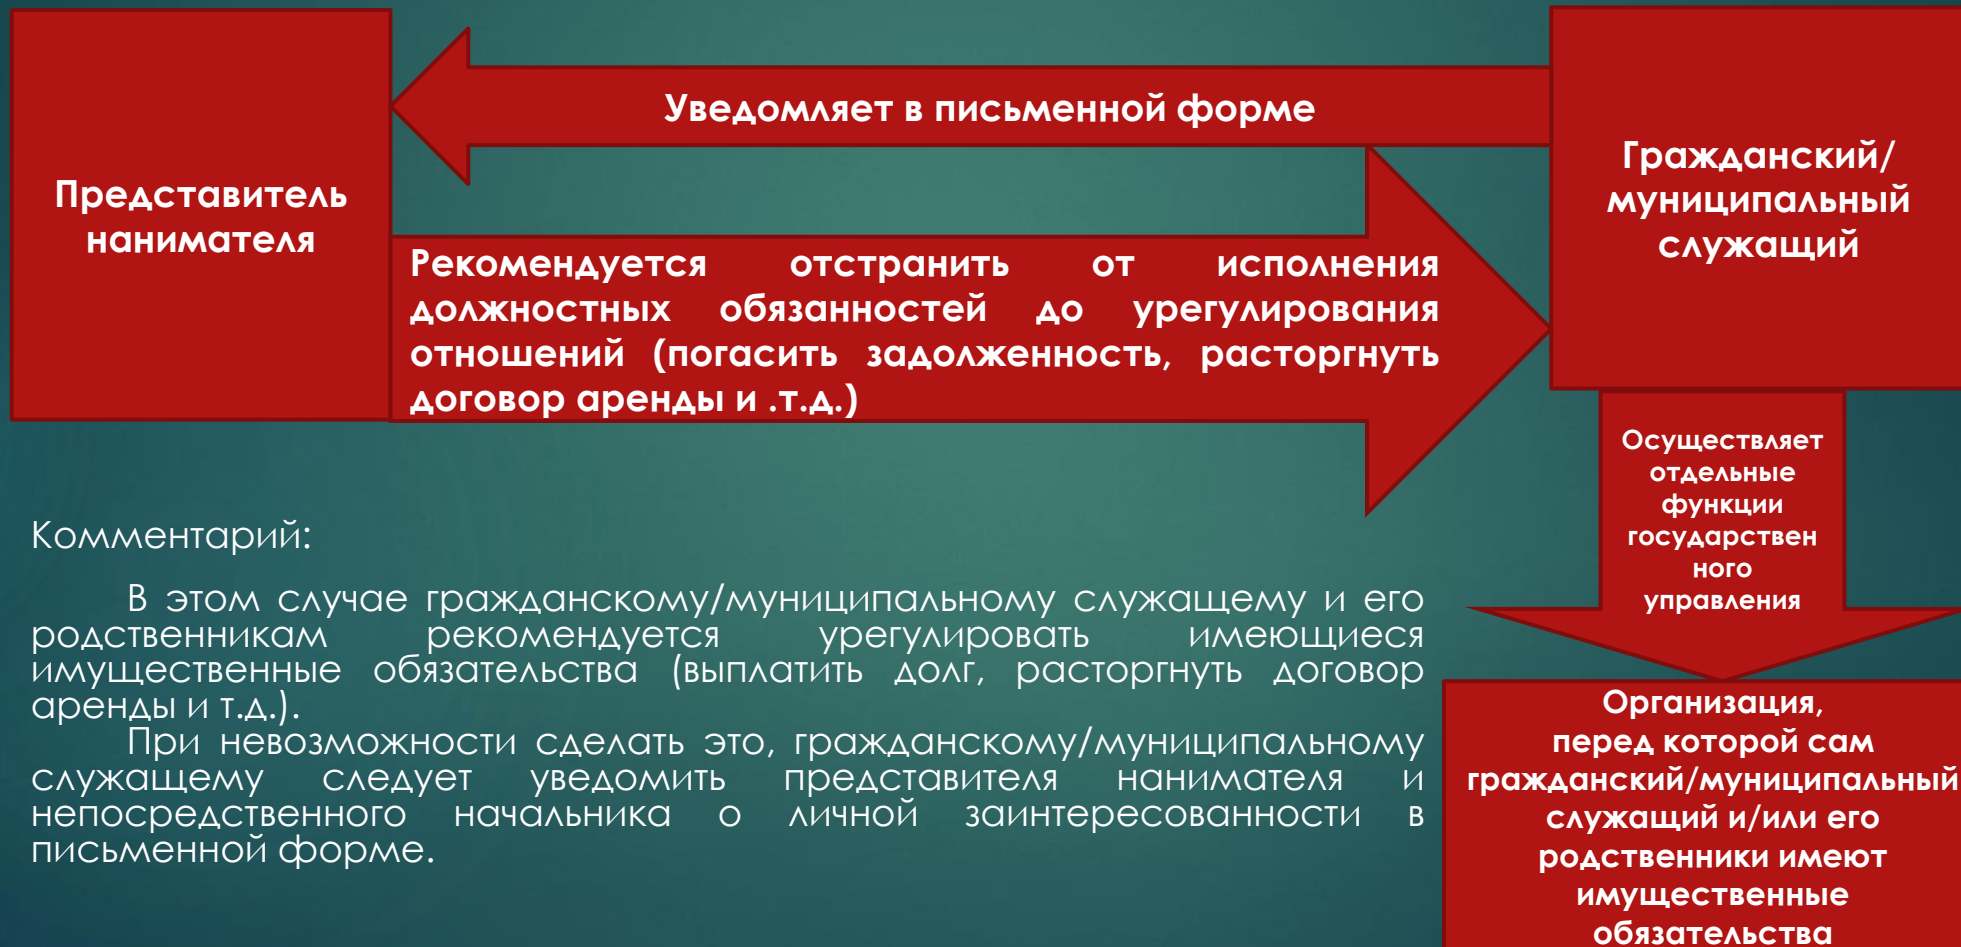 Представитель
нанимателя
Уведомляет в письменной форме
Гражданский/
муниципальный
служащий
Рекомендуется отстранить от исполнения
должностных обязанностей до урегулирования
отношений (погасить задолженность, расторгнуть
договор аренды и .т.д.)
Осуществляет
отдельные
функции
государствен
ного
управления
Комментарий:
В этом случае гражданскому/муниципальному служащему и его
родственникам рекомендуется урегулировать имеющиеся
имущественные обязательства (выплатить долг, расторгнуть договор
аренды и т.д.).
При невозможности сделать это, гражданскому/муниципальному
служащему следует уведомить представителя нанимателя и
непосредственного начальника о личной заинтересованности в
письменной форме.
Организация,
перед которой сам
гражданский/муниципальный
служащий и/или его
родственники имеют
имущественные
обязательства